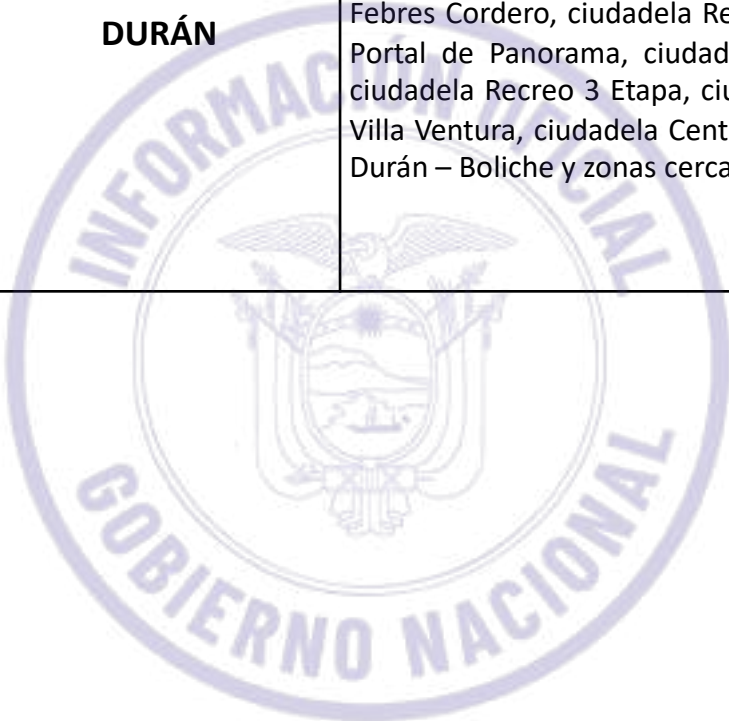 DURÁN
Febres Cordero, ciudadela Re
Portal de Panorama, ciudad
ciudadela Recreo 3 Etapa, ciu
Villa Ventura, ciudadela Cent
Durán – Boliche y zonas cerca
INFORMACIÓN OFICIAL
GOBIERNO NACIONAL